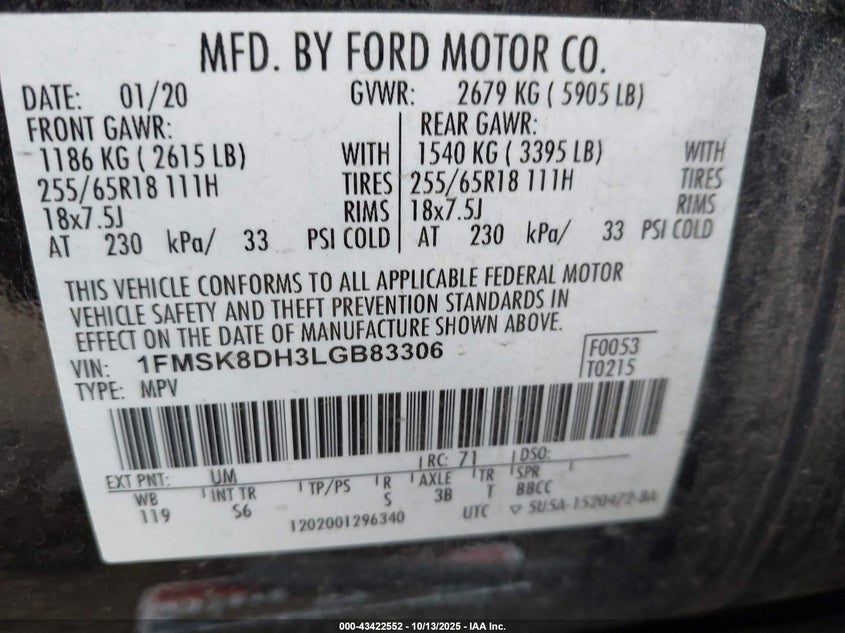 MFD. BY FORD MOTOR CO.
DATE: 01/20 GVWR: 2679 KG ( 5905 LB)
FRONT GAWR: REAR GAWR:
1186 KG ( 2615 LB) WITH 1540 KG ( 3395 LB) WITH
255/65R18 111H TIRES 255/65R18 111H TIRES
18x7.5J RIMS 18x7.5J RIMS
AT 230 kPa/ 33 PSI COLD AT 230 kPa/ 33 PSI COLD
THIS VEHICLE CONFORMS TO ALL APPLICABLE FEDERAL MOTOR
VEHICLE SAFETY AND THEFT PREVENTION STANDARDS IN
EFFECT ON THE DATE OF MANUFACTURE SHOWN ABOVE.
VIN: 1FMSK8DH3LGB83306 F0053
TYPE: MPV T0215
EXT PNT: UM RC: 71 DSO:
WB INT TR TP/PS R AXLE TR SPR
119 S6 S 3B T BBCC
1202001296340 UTC ▽ 5U5A-1520472-BA
000-43422552 | 10/13/2025 | IAA Inc.